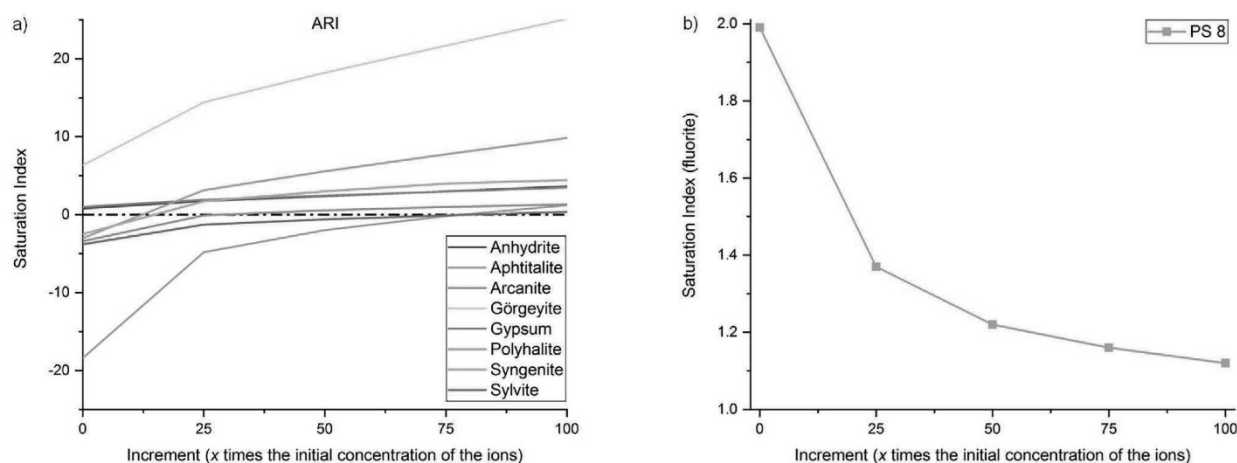 a)
ARI
Saturation Index
20
10
0
-10
-20
Anhydrite
Aphtitalite
Arcanite
Görgeyite
Gypsum
Polyhalite
Syngenite
Sylvite
0 25 50 75 100
Increment (x times the initial concentration of the ions)
b)
PS 8
Saturation Index (fluorite)
2.0
1.8
1.6
1.4
1.2
1.0
0 25 50 75 100
Increment (x times the initial concentration of the ions)